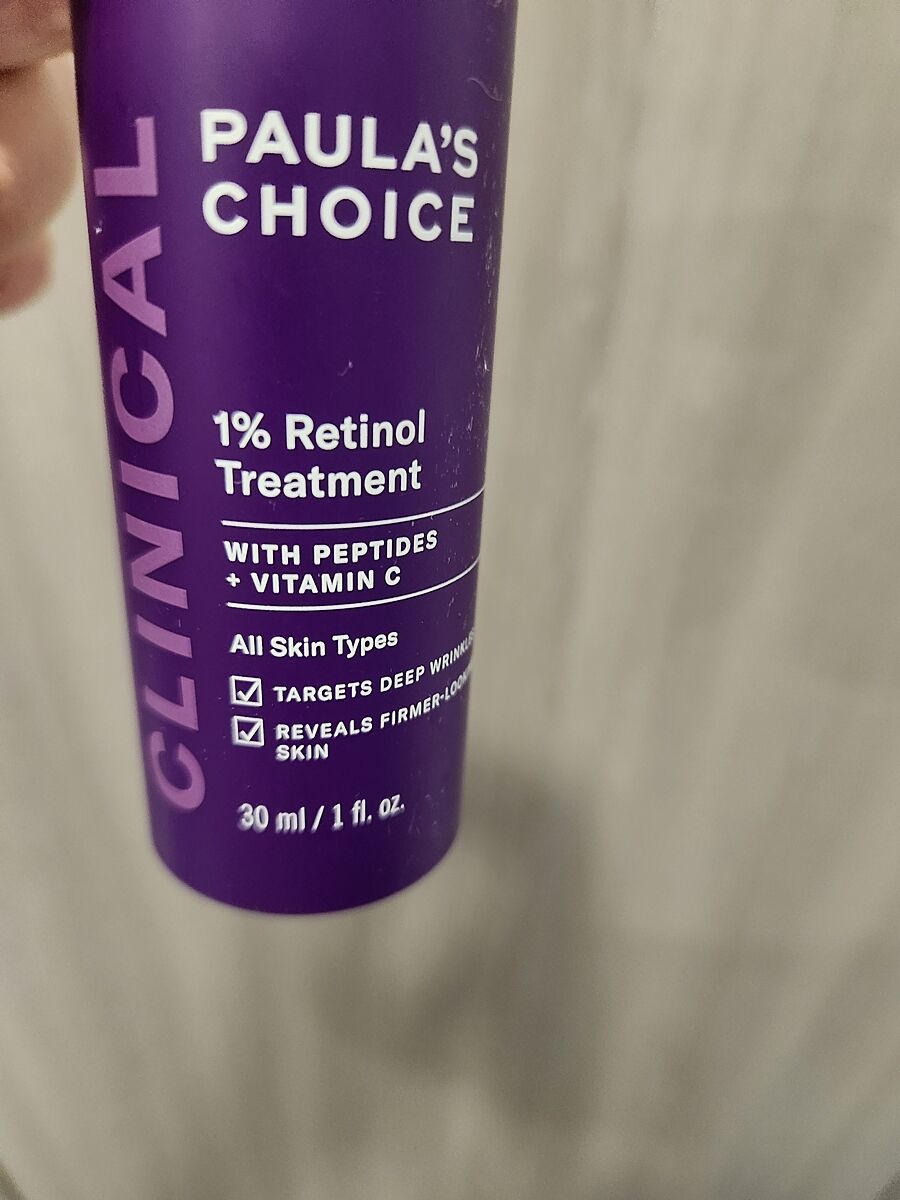 CLINICAL
PAULA'S
CHOICE
1% Retinol
Treatment
WITH PEPTIDES
+ VITAMIN C
All Skin Types
TARGETS DEEP
REVEALS
SKIN
30 ml / 1 fl. oz.